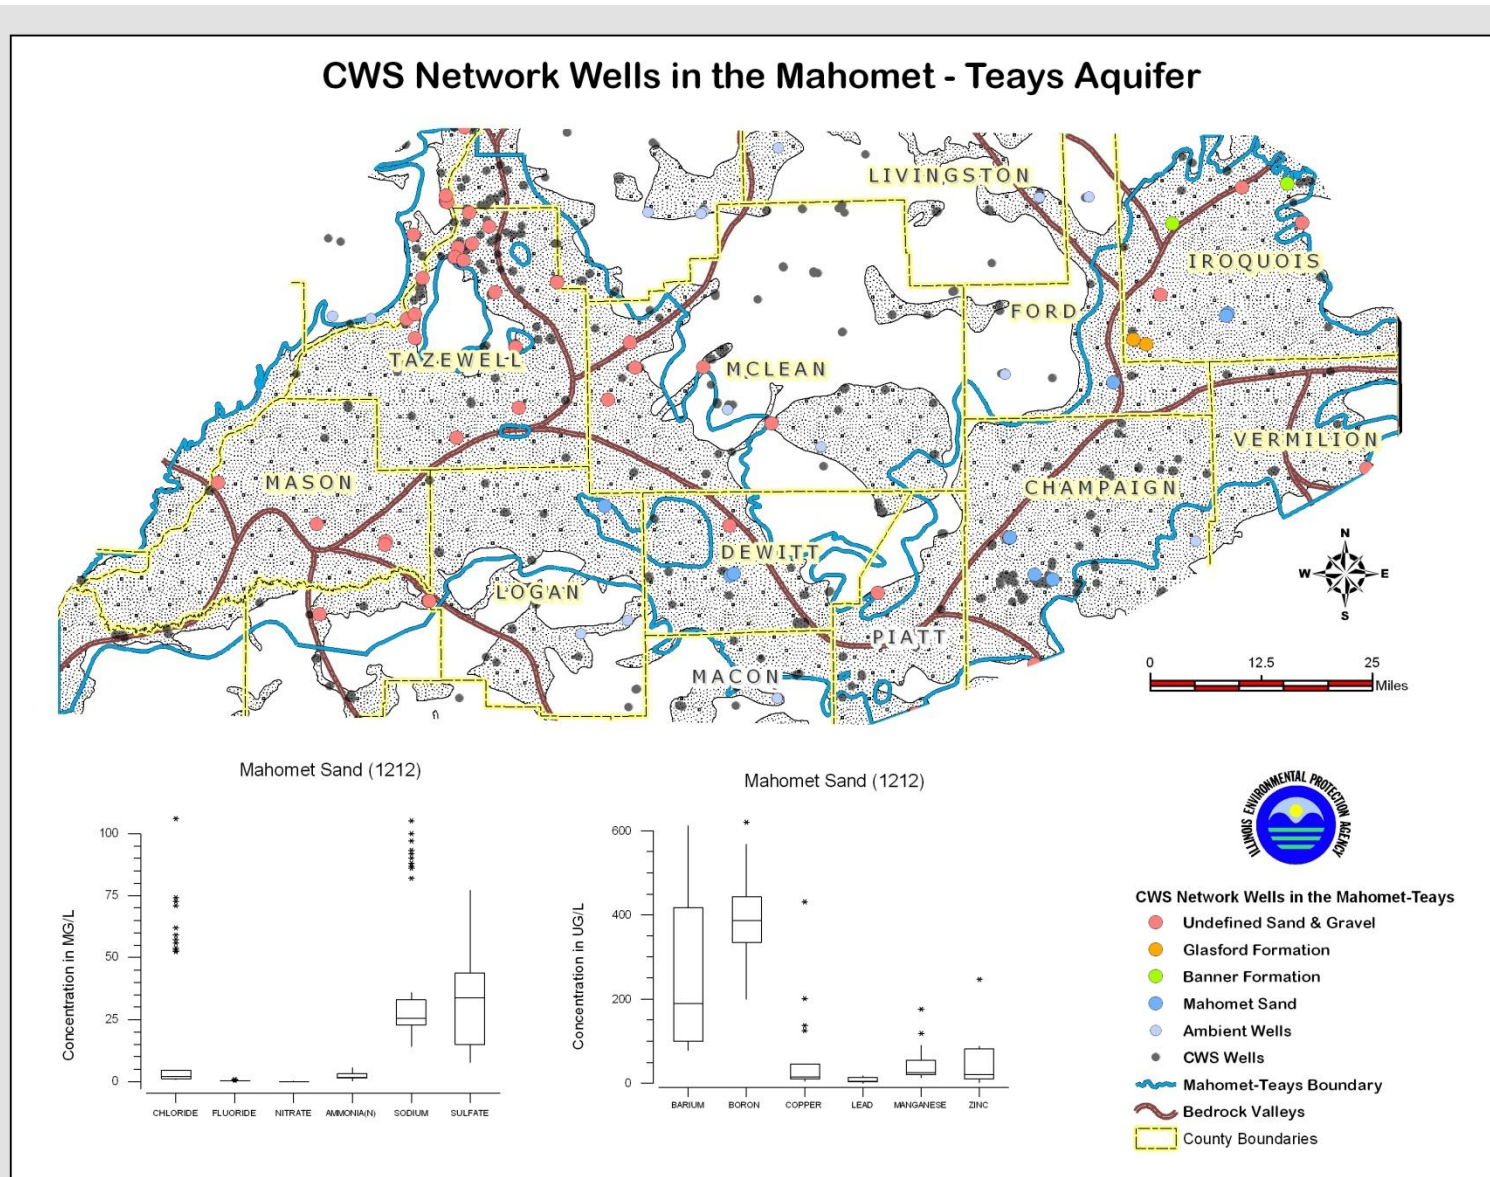 CWS Network Wells in the Mahomet - Teays Aquifer
LIVINGSTON
IROQUOIS
FORD
TAZEWELL
MCLEAN
VERMILION
MASON
CHAMPAIGN
DEWITT
LOGAN
PIATT
MACON
N
W E
S
0 12.5 25
Miles
Mahomet Sand (1212)
Concentration in MG/L
100
75
50
25
0
CHLORIDE FLUORIDE NITRATE AMMONIA(N) SODIUM SULFATE
Mahomet Sand (1212)
Concentration in UG/L
600
400
200
0
BARIUM BORON COPPER LEAD MANGANESE ZINC
ILLINOIS ENVIRONMENTAL PROTECTION AGENCY
CWS Network Wells in the Mahomet-Teays
Undefined Sand & Gravel
Glasford Formation
Banner Formation
Mahomet Sand
Ambient Wells
CWS Wells
Mahomet-Teays Boundary
Bedrock Valleys
County Boundaries